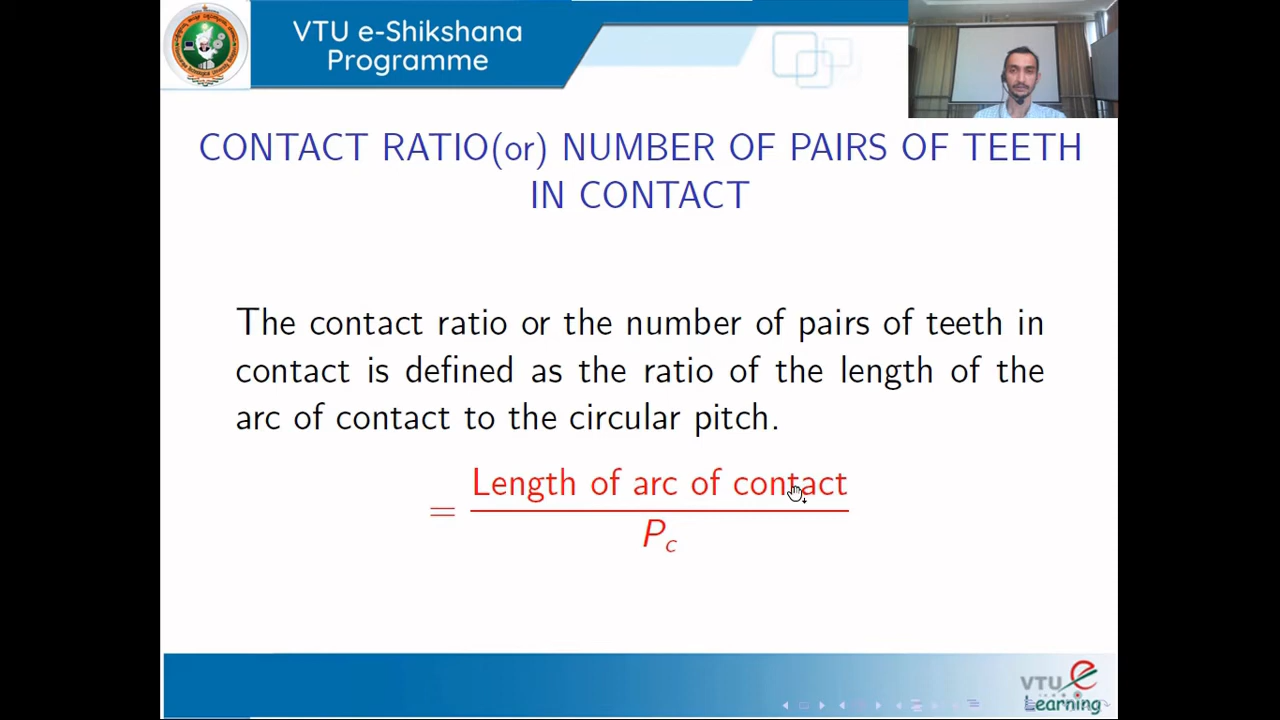 VTU e-Shikshana
Programme
CONTACT RATIO(or) NUMBER OF PAIRS OF TEETH
IN CONTACT
The contact ratio or the number of pairs of teeth in
contact is defined as the ratio of the length of the
arc of contact to the circular pitch.
= Length of arc of contact
P_c
VTU e
Learning